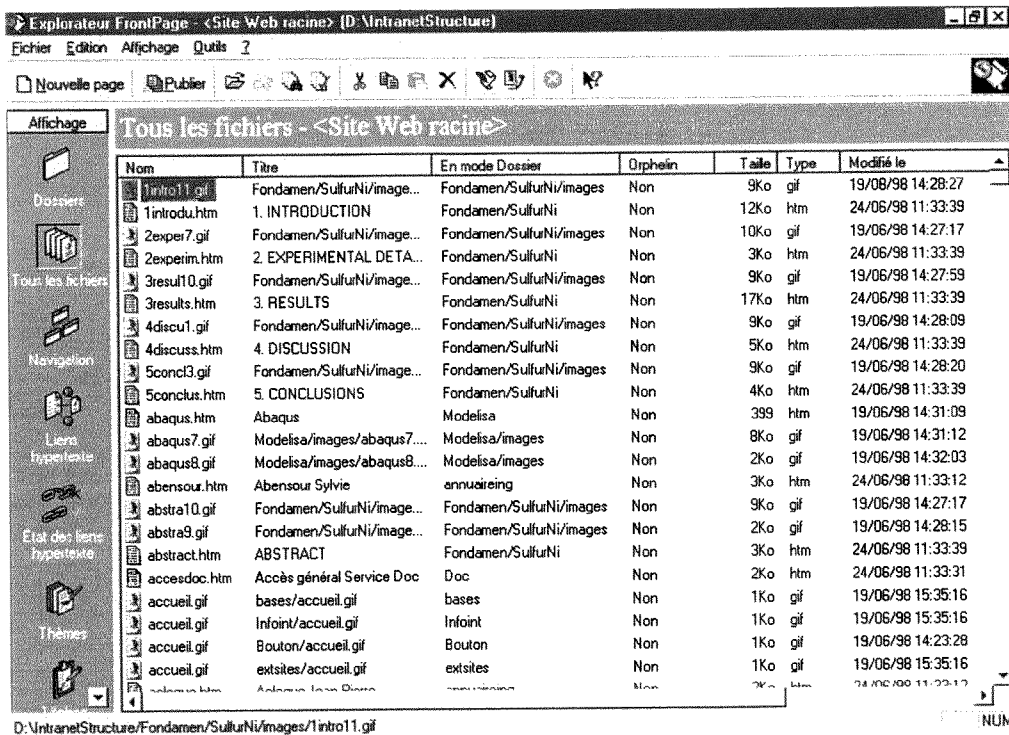 Explorateur FrontPage - <Site Web racine> (D:\IntranetStructure)
Fichier Edition Affichage Outils ?
Nouvelle page Publier
Affichage
Tous les fichiers - <Site Web racine>
Nom Titre En mode Dossier Orphelin Taille Type Modifié le
1intro11.gif Fondamen/SulfurNi/image... Fondamen/SulfurNi/images Non 9Ko gif 19/08/98 14:28:27
1introdu.htm 1. INTRODUCTION Fondamen/SulfurNi Non 12Ko htm 24/06/98 11:33:39
2exper7.gif Fondamen/SulfurNi/image... Fondamen/SulfurNi/images Non 10Ko gif 19/06/98 14:27:17
2experim.htm 2. EXPERIMENTAL DETA... Fondamen/SulfurNi Non 3Ko htm 24/06/98 11:33:39
3resul10.gif Fondamen/SulfurNi/image... Fondamen/SulfurNi/images Non 9Ko gif 19/06/98 14:27:59
3results.htm 3. RESULTS Fondamen/SulfurNi Non 17Ko htm 24/06/98 11:33:39
4discu1.gif Fondamen/SulfurNi/image... Fondamen/SulfurNi/images Non 9Ko gif 19/06/98 14:28:09
4discuss.htm 4. DISCUSSION Fondamen/SulfurNi Non 5Ko htm 24/06/98 11:33:39
5concl3.gif Fondamen/SulfurNi/image... Fondamen/SulfurNi/images Non 9Ko gif 19/06/98 14:28:20
5conclus.htm 5. CONCLUSIONS Fondamen/SulfurNi Non 4Ko htm 24/06/98 11:33:39
abaqus.htm Abaqus Modelisa Non 399 htm 19/06/98 14:31:09
abaqus7.gif Modelisa/images/abaqus7.... Modelisa/images Non 8Ko gif 19/06/98 14:31:12
abaqus8.gif Modelisa/images/abaqus8.... Modelisa/images Non 2Ko gif 19/06/98 14:32:03
abensour.htm Abensour Sylvie annuaireing Non 3Ko htm 24/06/98 11:33:12
abstra10.gif Fondamen/SulfurNi/image... Fondamen/SulfurNi/images Non 9Ko gif 19/06/98 14:27:17
abstra9.gif Fondamen/SulfurNi/image... Fondamen/SulfurNi/images Non 2Ko gif 19/06/98 14:28:15
abstract.htm ABSTRACT Fondamen/SulfurNi Non 3Ko htm 24/06/98 11:33:39
accesdoc.htm Accès général Service Doc Doc Non 2Ko htm 24/06/98 11:33:31
accueil.gif bases/accueil.gif bases Non 1Ko gif 19/06/98 15:35:16
accueil.gif Infoint/accueil.gif Infoint Non 1Ko gif 19/06/98 15:35:16
accueil.gif Bouton/accueil.gif Bouton Non 1Ko gif 19/06/98 14:23:28
accueil.gif extsites/accueil.gif extsites Non 1Ko gif 19/06/98 15:35:16
Dossiers
Tous les fichiers
Navigation
Liens
hypertexte
Etat des liens
hypertexte
Thèmes
D:\IntranetStructure/Fondamen/SulfurNi/images/1intro11.gif
NUM